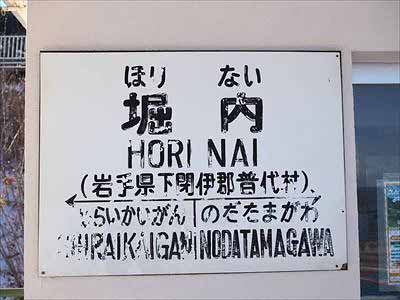 ほり ない
堀内
HORI NAI
(岩手県下閉伊郡普代村)
しらいかいがん のだたまがわ
SHIRAIKAIGAN NODATAMAGAWA